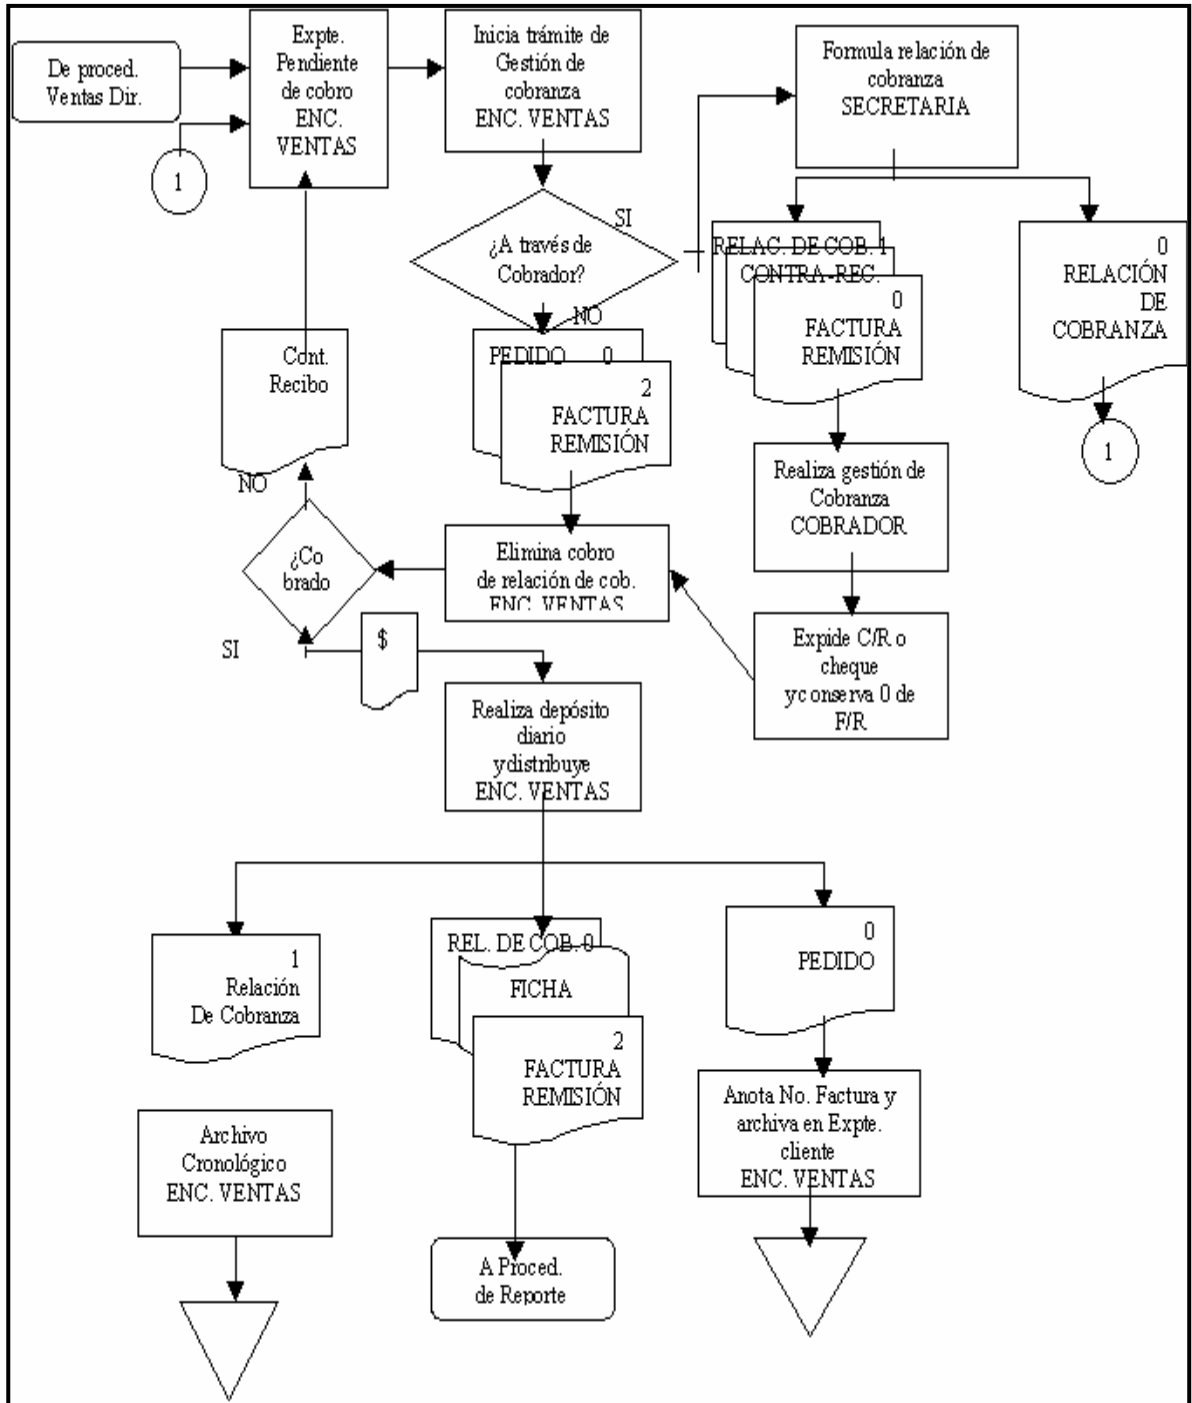 De proced.
Ventas Dir.
1
Expte.
Pendiente
de cobro
ENC.
VENTAS
Inicia trámite de
Gestión de
cobranza
ENC. VENTAS
Formula relación de
cobranza
SECRETARIA
¿A través de
Cobrador?
SI
NO
RELAC. DE COB. 1
CONTRA-REC.
0
FACTURA
REMISIÓN
0
RELACIÓN
DE
COBRANZA
1
Cont.
Recibo
PEDIDO 0
2
FACTURA
REMISIÓN
Realiza gestión de
Cobranza
COBRADOR
NO
¿Co
brado
SI
Elimina cobro
de relación de cob.
ENC. VENTAS
Expide C/R o
cheque
yconserva 0 de
F/R
$
Realiza depósito
diario
ydistribuye
ENC. VENTAS
1
Relación
De Cobranza
REL. DE COB. 0
FICHA
2
FACTURA
REMISIÓN
0
PEDIDO
Archivo
Cronológico
ENC. VENTAS
A Proced.
de Reporte
Anota No. Factura y
archiva en Expte.
cliente
ENC. VENTAS